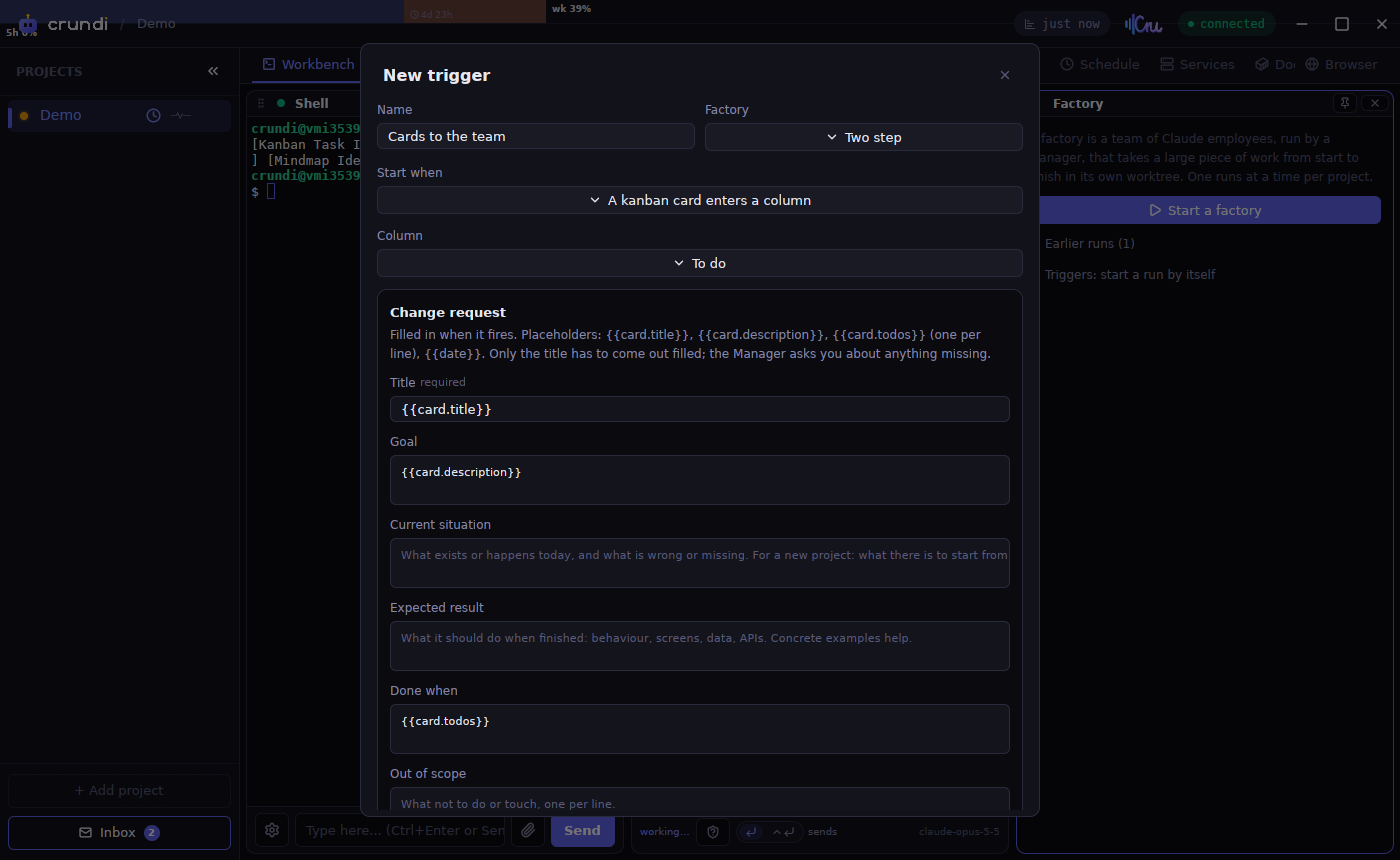 4d 23h
wk 39%
5h 0%
crundi / Demo
just now
Cru
connected
PROJECTS
Workbench
Schedule
Services
Doc
Browser
Demo
Shell
crundi@vmi3539
[Kanban Task I
] [Mindmap Ide
crundi@vmi3539
$
New trigger
Name
Factory
Cards to the team
Two step
Start when
A kanban card enters a column
Column
To do
Change request
Filled in when it fires. Placeholders: {{card.title}}, {{card.description}}, {{card.todos}} (one per
line), {{date}}. Only the title has to come out filled; the Manager asks you about anything missing.
Title required
{{card.title}}
Goal
{{card.description}}
Current situation
What exists or happens today, and what is wrong or missing. For a new project: what there is to start from
Expected result
What it should do when finished: behaviour, screens, data, APIs. Concrete examples help.
Done when
{{card.todos}}
Out of scope
What not to do or touch, one per line.
Factory
factory is a team of Claude employees, run by a
anager, that takes a large piece of work from start to
ish in its own worktree. One runs at a time per project.
Start a factory
Earlier runs (1)
Triggers: start a run by itself
+ Add project
Inbox 2
Type here... (Ctrl+Enter or Sen
Send
working...
sends
claude-opus-5-5